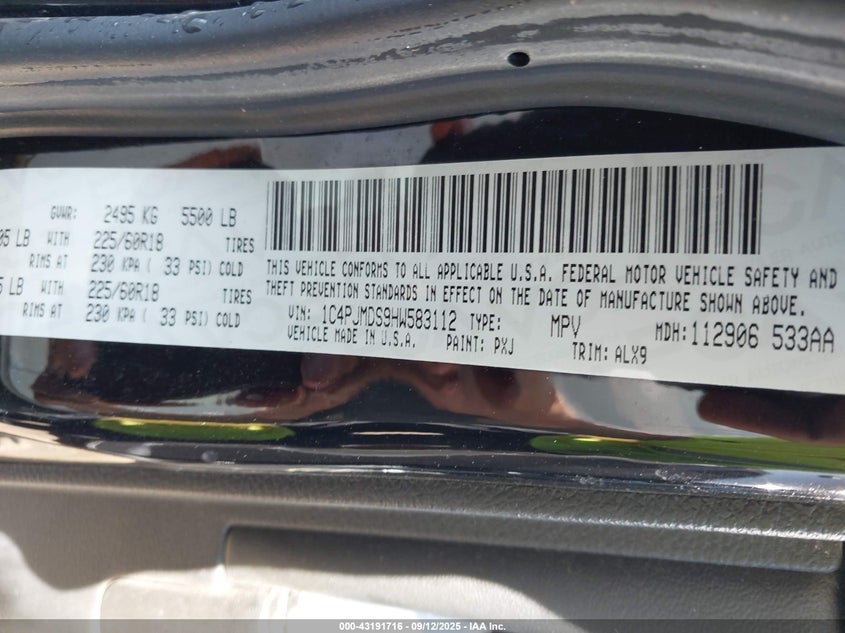 GVWR: 2495 KG 5500 LB
05 LB WITH 225/60R18 TIRES
RIMS AT 230 KPA ( 33 PSI) COLD
5 LB WITH 225/60R18 TIRES
RIMS AT 230 KPA ( 33 PSI) COLD
THIS VEHICLE CONFORMS TO ALL APPLICABLE U.S.A. FEDERAL MOTOR VEHICLE SAFETY AND
THEFT PREVENTION STANDARDS IN EFFECT ON THE DATE OF MANUFACTURE SHOWN ABOVE.
VIN: 1C4PJMDS9HW583112 TYPE: MPV MDH:112906 533AA
VEHICLE MADE IN U.S.A. PAINT: PXJ TRIM: ALX9
000-43191716 - 09/12/2025 - IAA Inc.